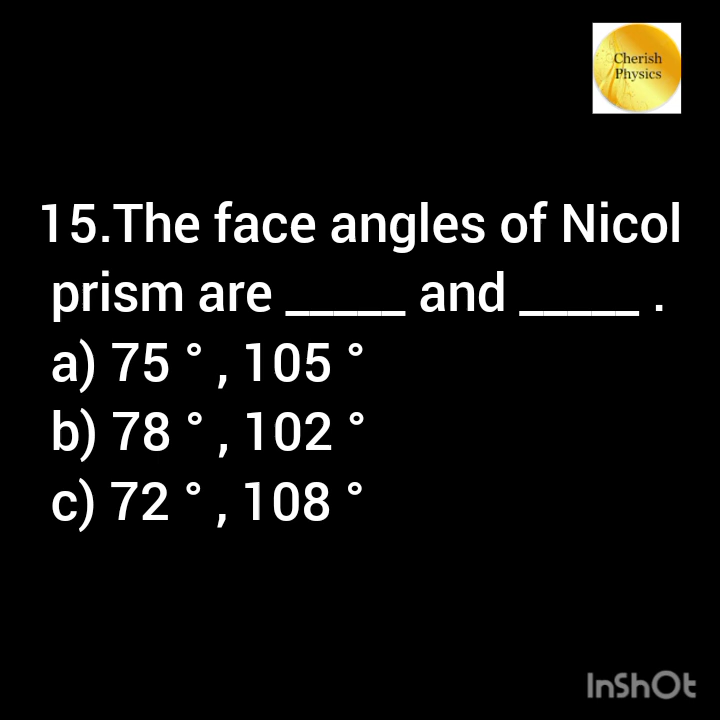 Cherish
Physics
15.The face angles of Nicol
prism are _____ and _____ .
a) 75 ° , 105 °
b) 78 ° , 102 °
c) 72 ° , 108 °
InShOt